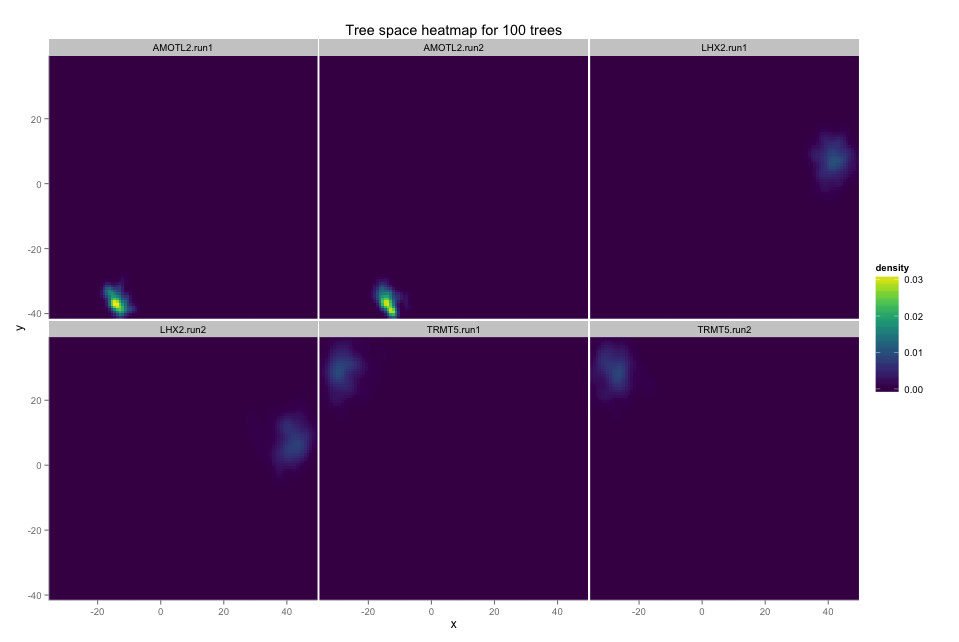 Tree space heatmap for 100 trees
AMOTL2.run1 AMOTL2.run2 LHX2.run1
20
0
-20
-40
y
LHX2.run2 TRMT5.run1 TRMT5.run2
20
0
-20
-40
-20 0 20 40 -20 0 20 40 -20 0 20 40
x
density
0.03
0.02
0.01
0.00